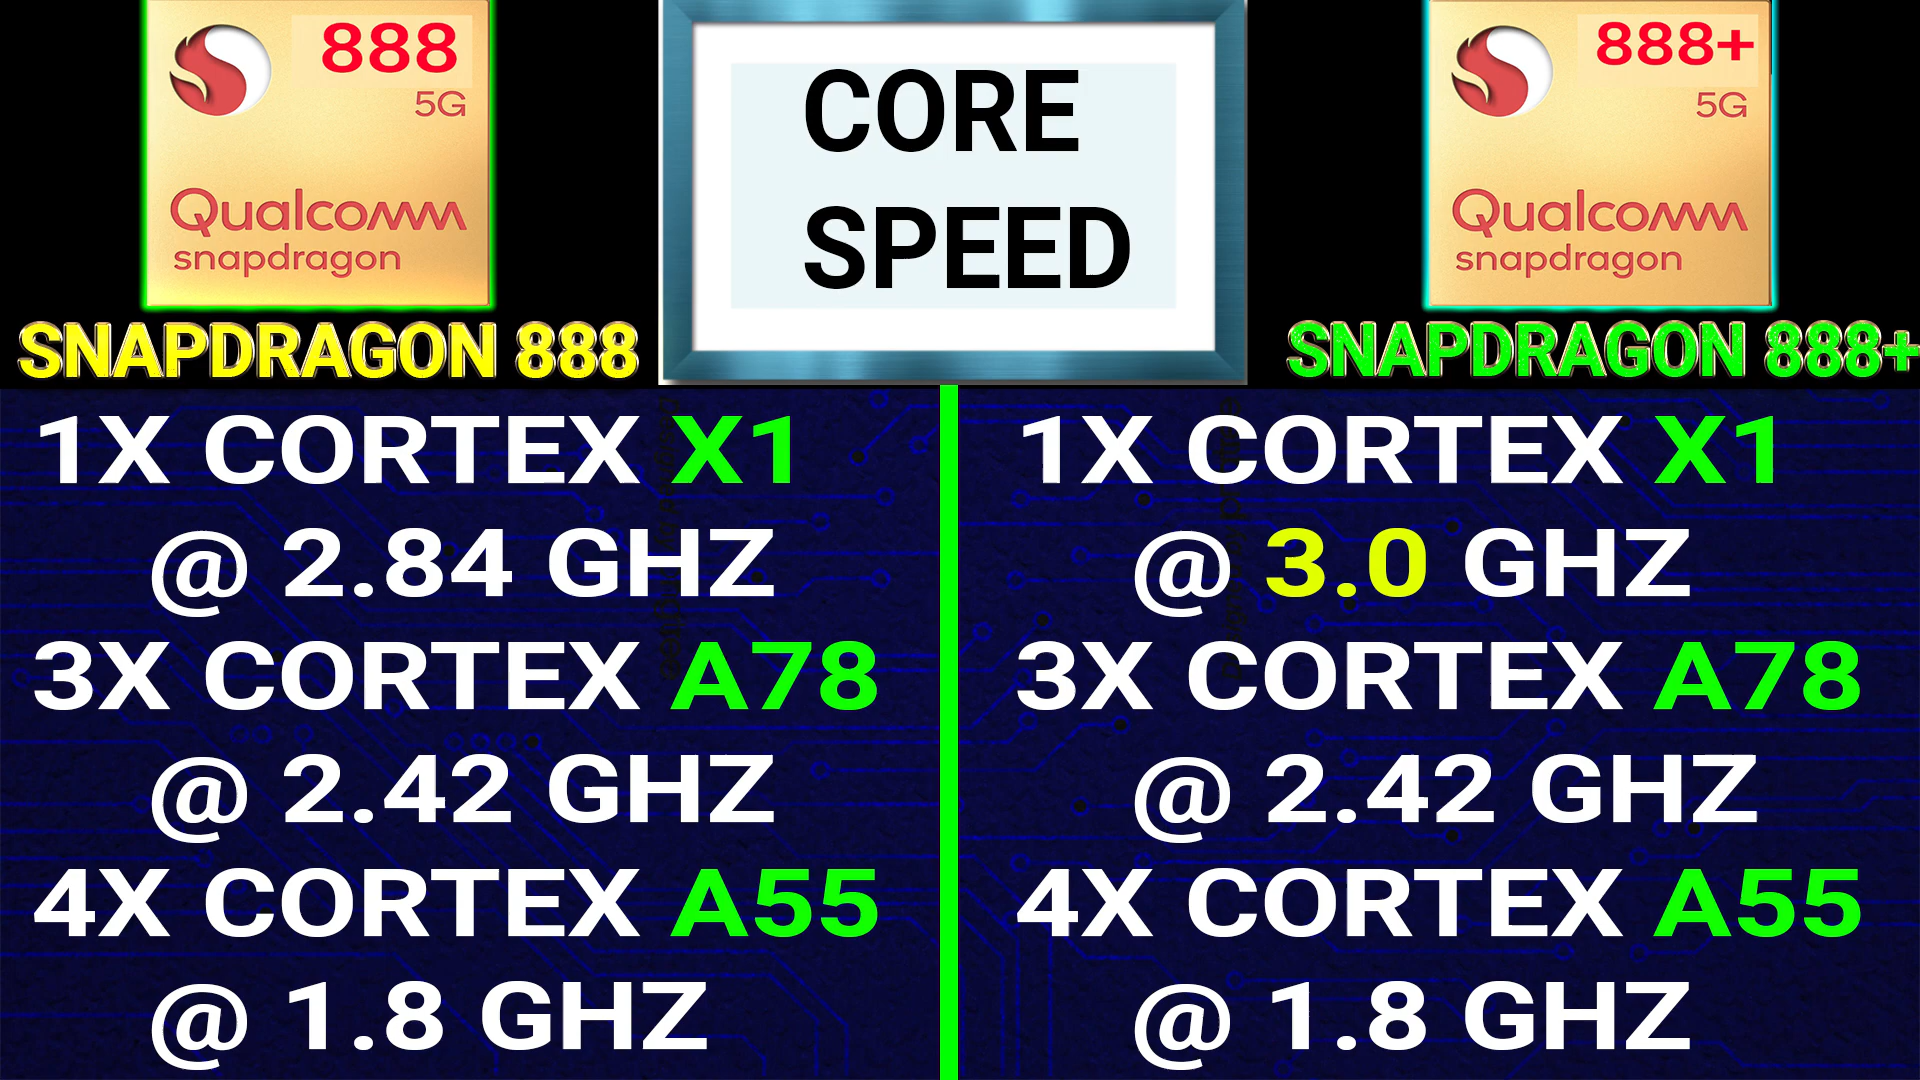 888
5G
Qualcomm
snapdragon
SNAPDRAGON 888
CORE
SPEED
888+
5G
Qualcomm
snapdragon
SNAPDRAGON 888+
1X CORTEX X1
@ 2.84 GHZ
3X CORTEX A78
@ 2.42 GHZ
4X CORTEX A55
@ 1.8 GHZ
1X CORTEX X1
@ 3.0 GHZ
3X CORTEX A78
@ 2.42 GHZ
4X CORTEX A55
@ 1.8 GHZ